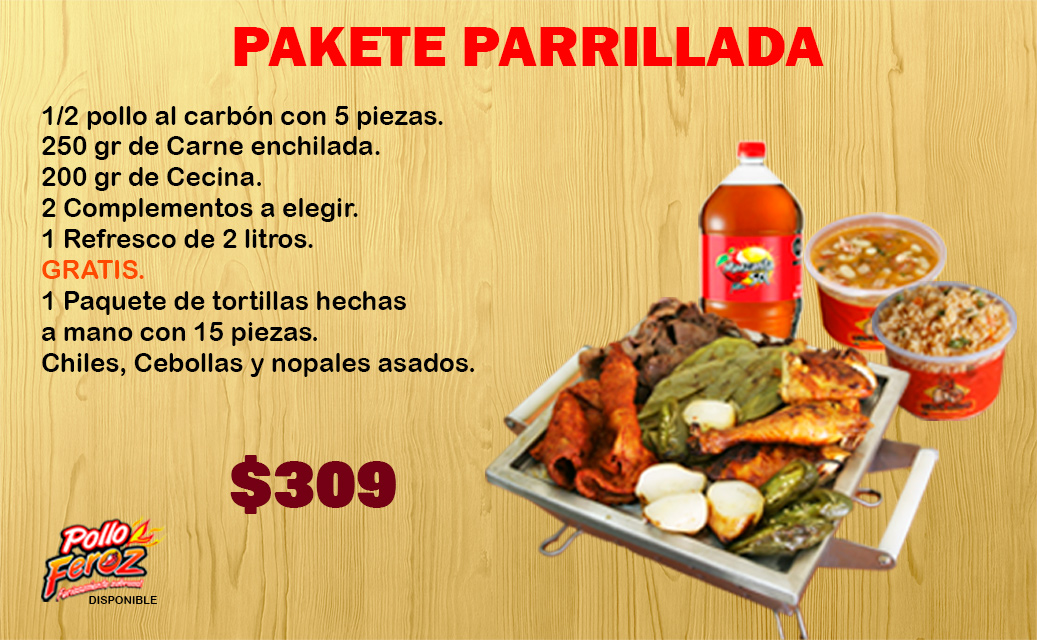 PAKETE PARRILLADA
1/2 pollo al carbón con 5 piezas.
250 gr de Carne enchilada.
200 gr de Cecina.
2 Complementos a elegir.
1 Refresco de 2 litros.
GRATIS.
1 Paquete de tortillas hechas
a mano con 15 piezas.
Chiles, Cebollas y nopales asados.
$309
Pollo
Feroz
DISPONIBLE